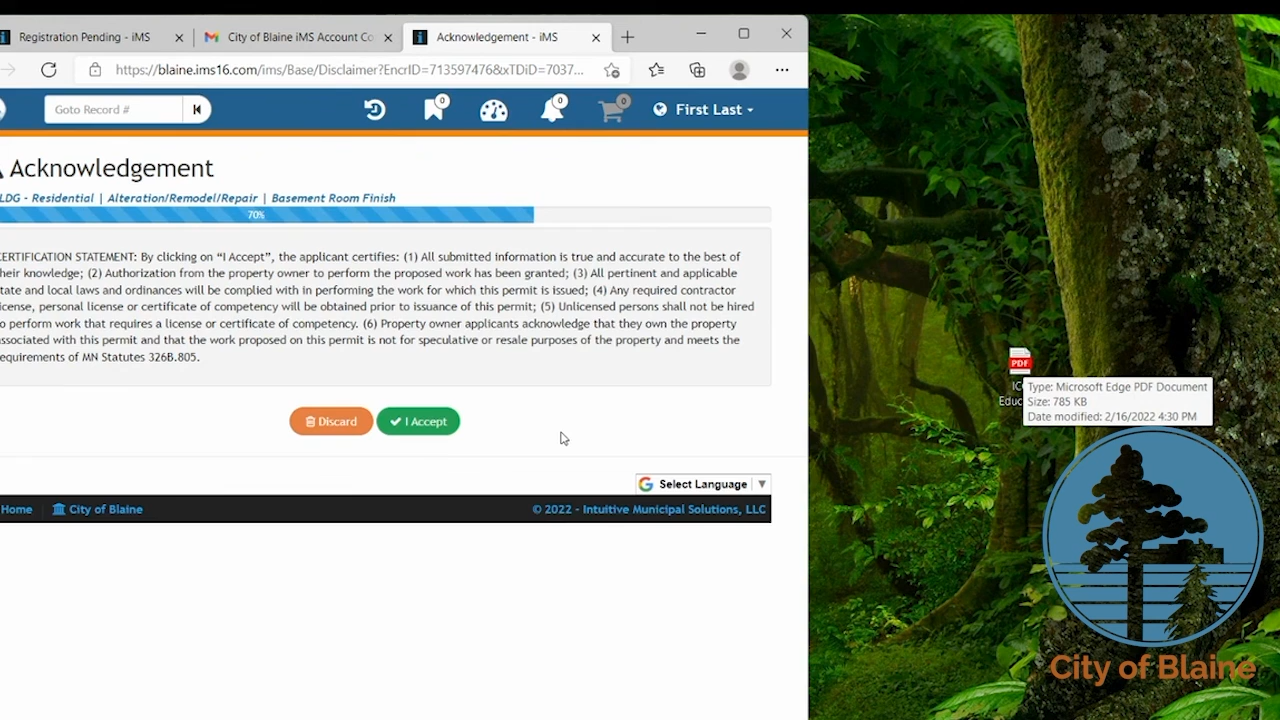 Registration Pending - iMS
City of Blaine iMS Account Co
Acknowledgement - iMS
https://blaine.ims16.com/ims/Base/Disclaimer?EncrID=713597476&xTDiD=7037...
Goto Record #
0
0
0
First Last
Acknowledgement
LDG - Residential | Alteration/Remodel/Repair | Basement Room Finish
70%
CERTIFICATION STATEMENT: By clicking on “I Accept”, the applicant certifies: (1) All submitted information is true and accurate to the best of
their knowledge; (2) Authorization from the property owner to perform the proposed work has been granted; (3) All pertinent and applicable
state and local laws and ordinances will be complied with in performing the work for which this permit is issued; (4) Any required contractor
license, personal license or certificate of competency will be obtained prior to issuance of this permit; (5) Unlicensed persons shall not be hired
to perform work that requires a license or certificate of competency. (6) Property owner applicants acknowledge that they own the property
associated with this permit and that the work proposed on this permit is not for speculative or resale purposes of the property and meets the
requirements of MN Statutes 326B.805.
Discard
I Accept
Select Language
Home
City of Blaine
© 2022 - Intuitive Municipal Solutions, LLC
PDF
IC
Educ
Type: Microsoft Edge PDF Document
Size: 785 KB
Date modified: 2/16/2022 4:30 PM
City of Blaine